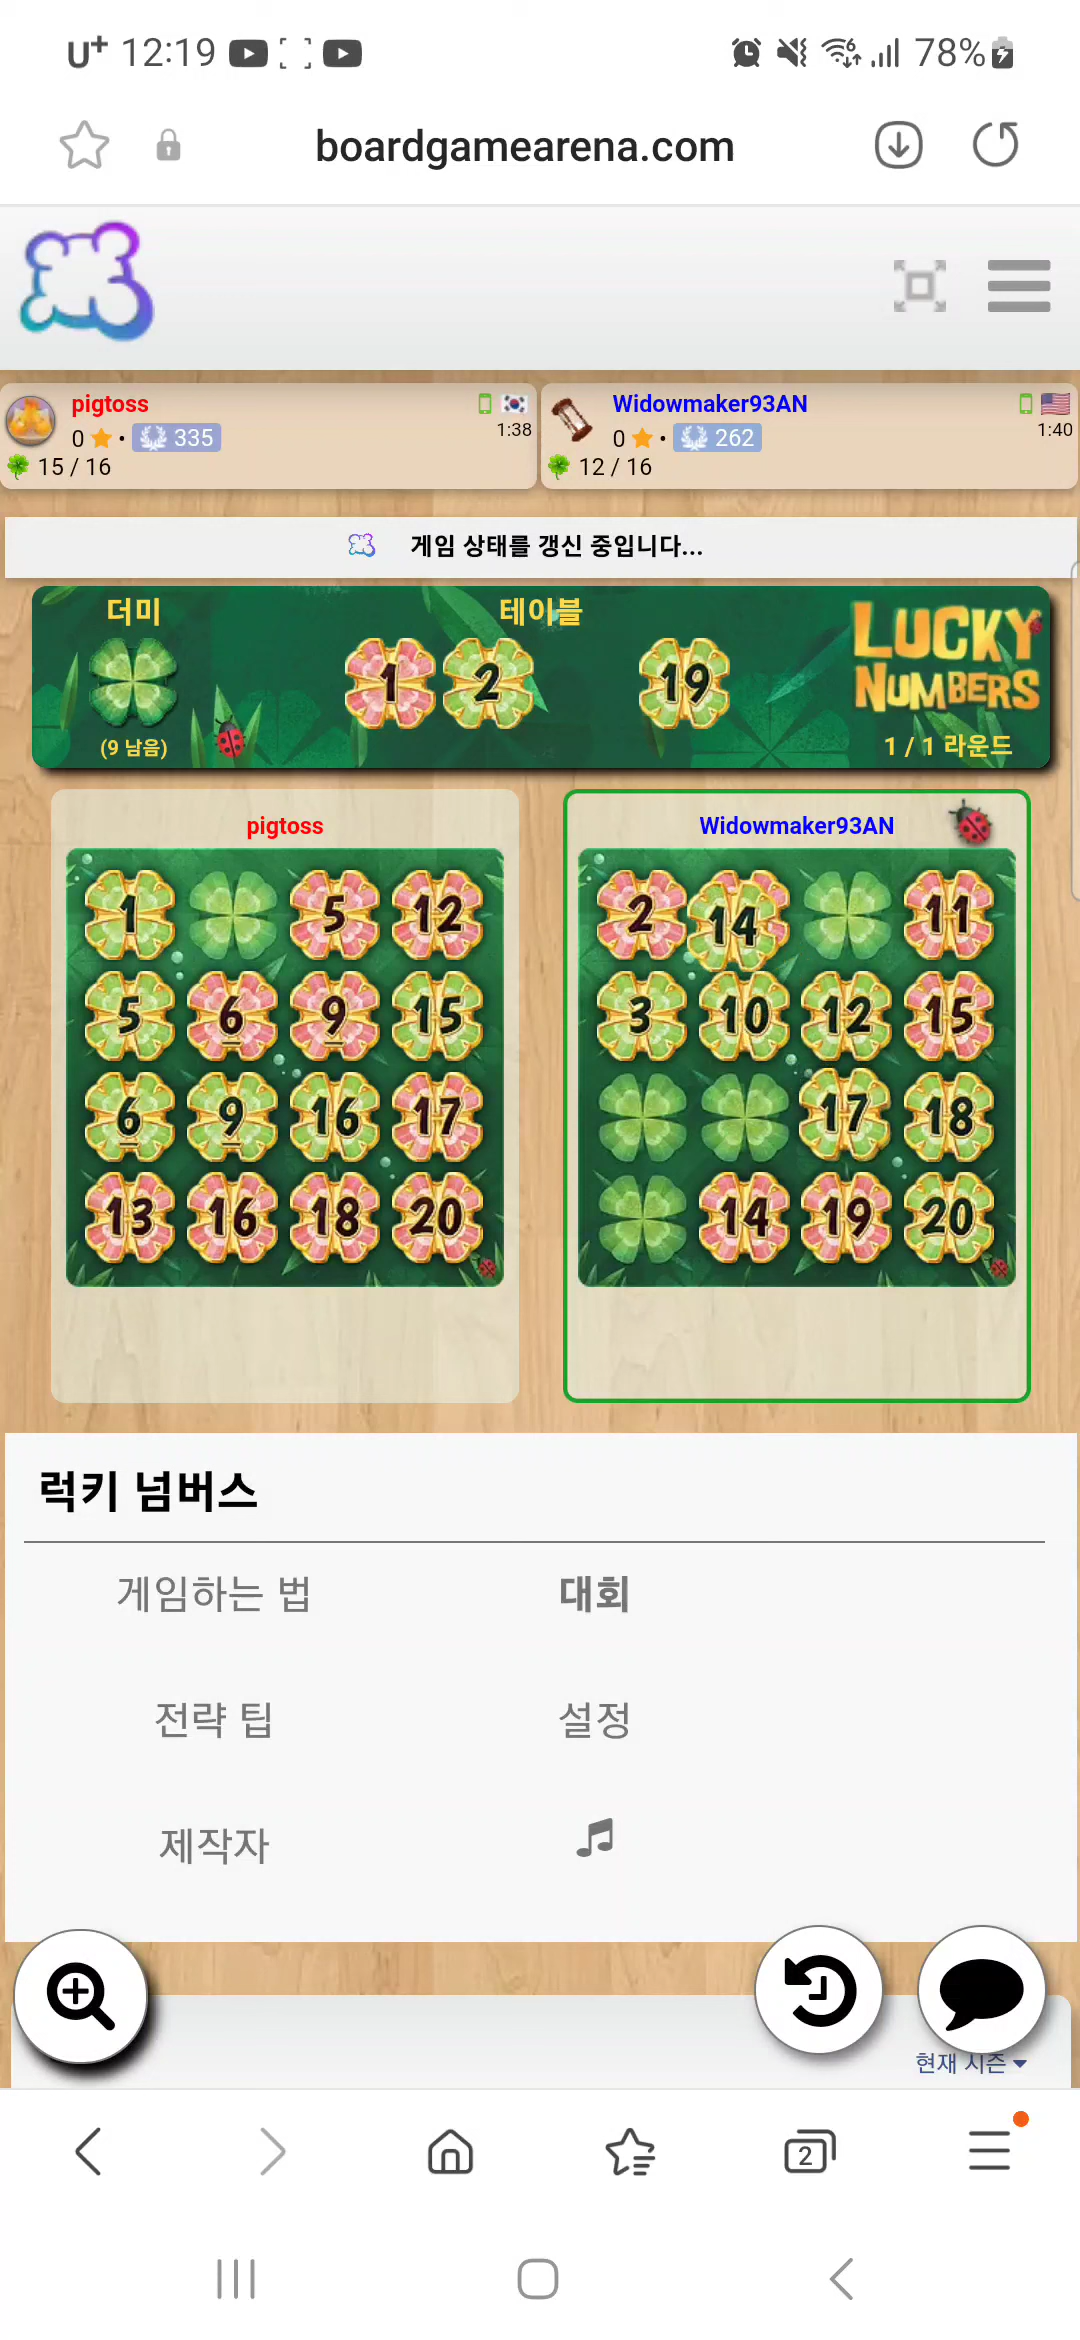 U+ 12:19 78%
boardgamearena.com
pigtoss
0 • 335
1:38
15 / 16
Widowmaker93AN
0 • 262
1:40
12 / 16
게임 상태를 갱신 중입니다...
더미
테이블
LUCKY
NUMBERS
1 2 19
(9 남음)
1 / 1 라운드
pigtoss
1 5 12
5 6 9 15
6 9 16 17
13 16 18 20
Widowmaker93AN
2 14 11
3 10 12 15
17 18
14 19 20
럭키 넘버스
게임하는 법
대회
전략 팁
설정
제작자
현재 시즌
2